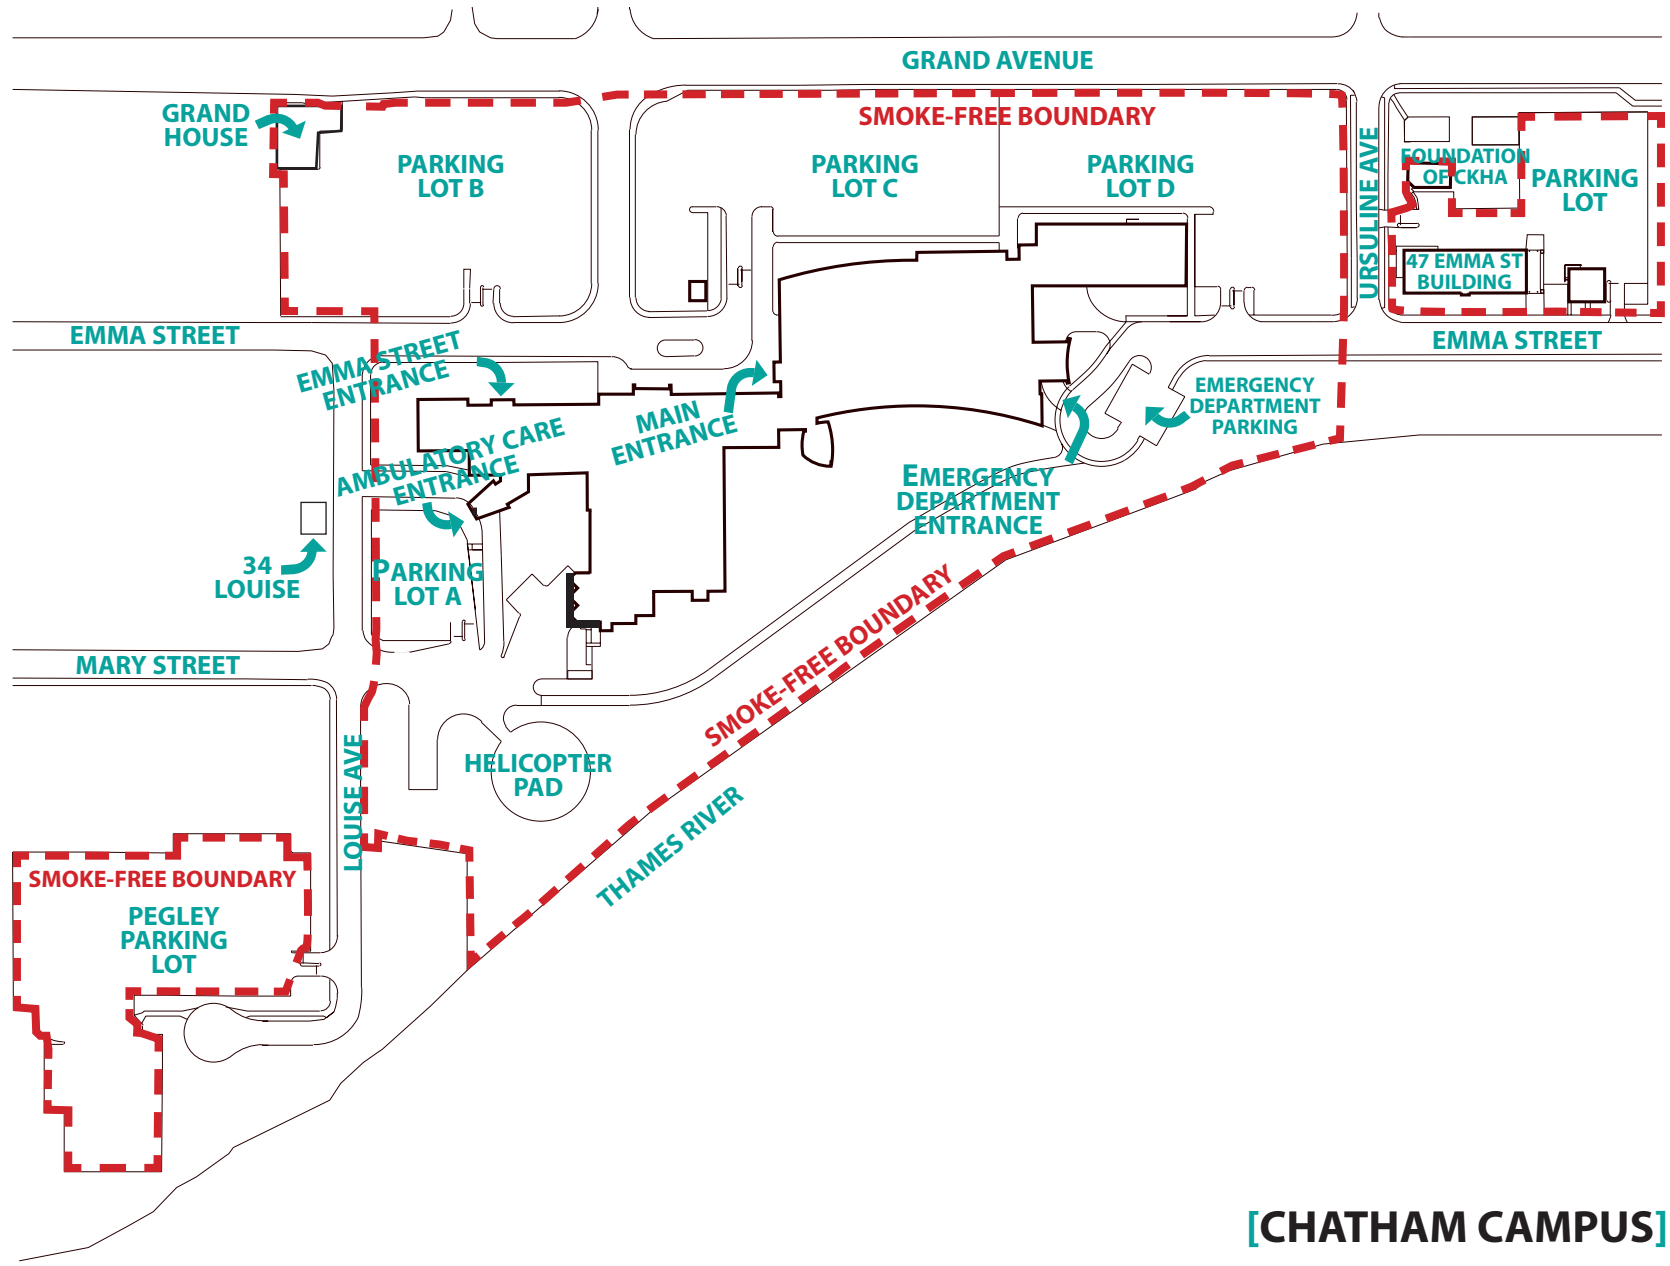 GRAND AVENUE
GRAND
HOUSE
SMOKE-FREE BOUNDARY
PARKING
LOT B
PARKING
LOT C
PARKING
LOT D
URSULINE AVE
FOUNDATION
OF CKHA
PARKING
LOT
47 EMMA ST
BUILDING
EMMA STREET
EMMA STREET
EMMA STREET
ENTRANCE
MAIN
ENTRANCE
EMERGENCY
DEPARTMENT
PARKING
AMBULATORY CARE
ENTRANCE
EMERGENCY
DEPARTMENT
ENTRANCE
34
LOUISE
PARKING
LOT A
SMOKE-FREE BOUNDARY
MARY STREET
LOUISE AVE
HELICOPTER
PAD
THAMES RIVER
SMOKE-FREE BOUNDARY
PEGLEY
PARKING
LOT
[CHATHAM CAMPUS]